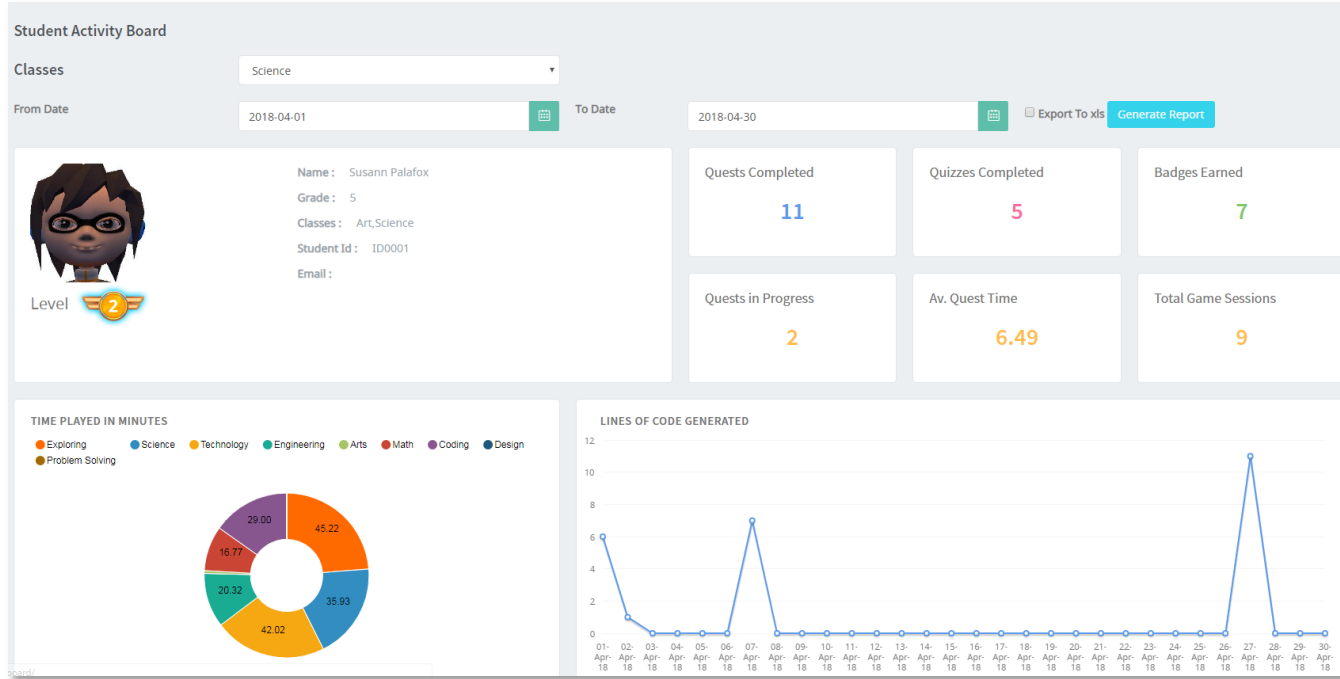 Student Activity Board
Classes
Science
From Date
2018-04-01
To Date
2018-04-30
Export To xls
Generate Report
Name : Susann Palafox
Grade : 5
Classes : Art,Science
Student Id : ID0001
Email :
Level 2
Quests Completed
11
Quizzes Completed
5
Badges Earned
7
Quests in Progress
2
Av. Quest Time
6.49
Total Game Sessions
9
TIME PLAYED IN MINUTES
Exploring Science Technology Engineering Arts Math Coding Design
Problem Solving
29.00
45.22
16.77
20.32
35.93
42.02
LINES OF CODE GENERATED
12
10
8
6
4
2
0
01- 02- 03- 04- 05- 06- 07- 08- 09- 10- 11- 12- 13- 14- 15- 16- 17- 18- 19- 20- 21- 22- 23- 24- 25- 26- 27- 28- 29- 30-
Apr- Apr- Apr- Apr- Apr- Apr- Apr- Apr- Apr- Apr- Apr- Apr- Apr- Apr- Apr- Apr- Apr- Apr- Apr- Apr- Apr- Apr- Apr- Apr- Apr- Apr- Apr- Apr- Apr- Apr-
18 18 18 18 18 18 18 18 18 18 18 18 18 18 18 18 18 18 18 18 18 18 18 18 18 18 18 18 18 18